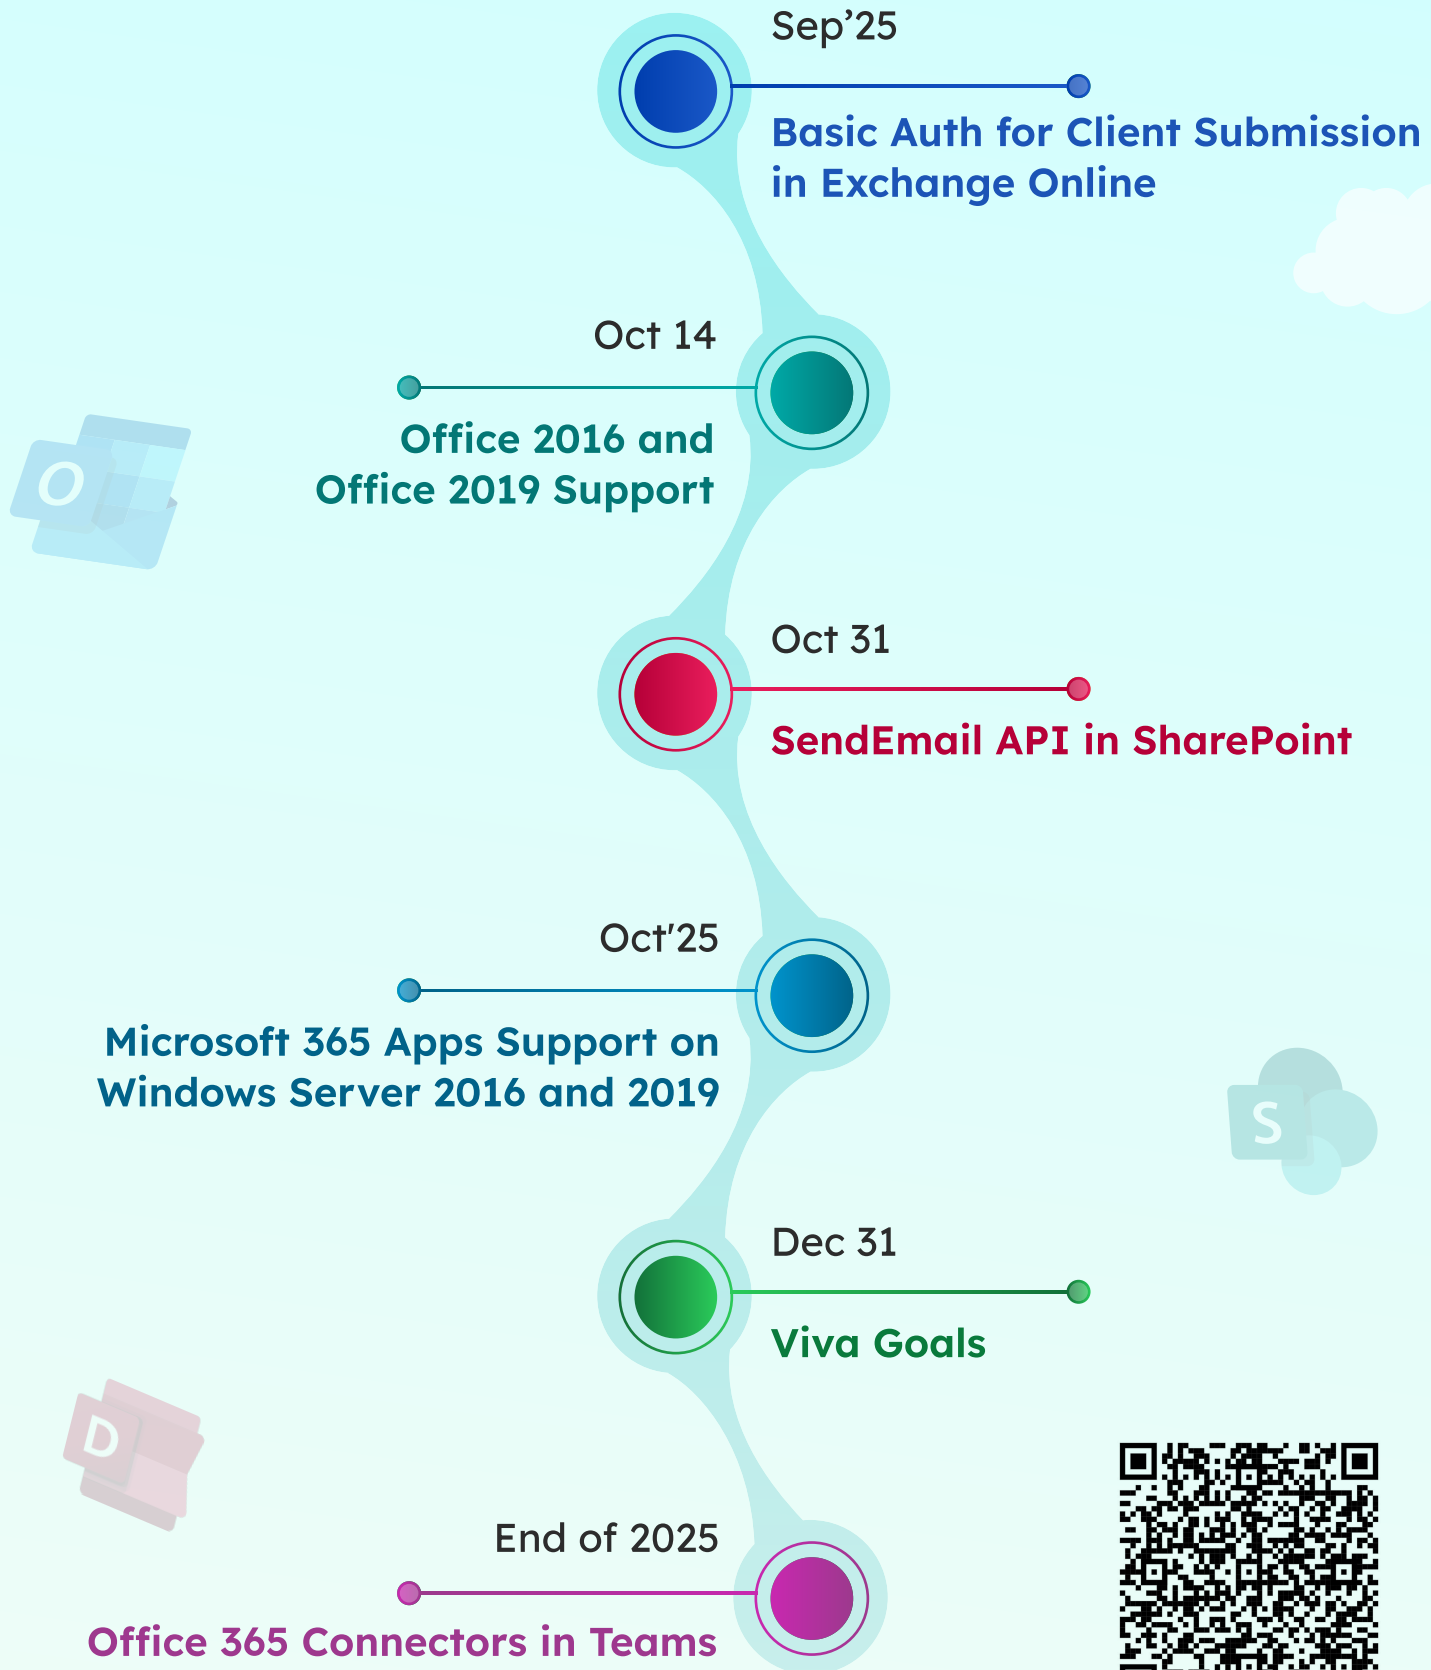 Sep’25
Basic Auth for Client Submission
in Exchange Online
Oct 14
Office 2016 and
Office 2019 Support
O
Oct 31
SendEmail API in SharePoint
Oct'25
Microsoft 365 Apps Support on
Windows Server 2016 and 2019
S
Dec 31
Viva Goals
D
End of 2025
Office 365 Connectors in Teams